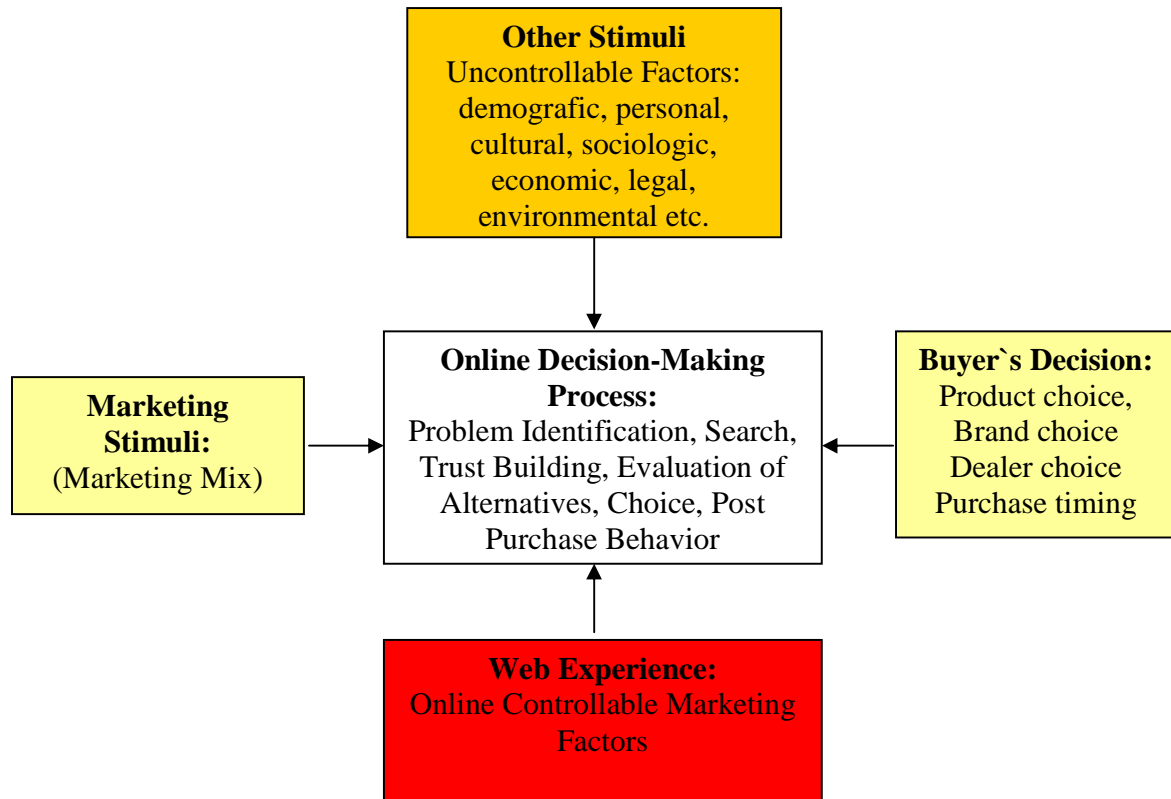 Other Stimuli
Uncontrollable Factors:
demografic, personal,
cultural, sociologic,
economic, legal,
environmental etc.
Marketing
Stimuli:
(Marketing Mix)
Online Decision-Making
Process:
Problem Identification, Search,
Trust Building, Evaluation of
Alternatives, Choice, Post
Purchase Behavior
Buyer`s Decision:
Product choice,
Brand choice
Dealer choice
Purchase timing
Web Experience:
Online Controllable Marketing
Factors